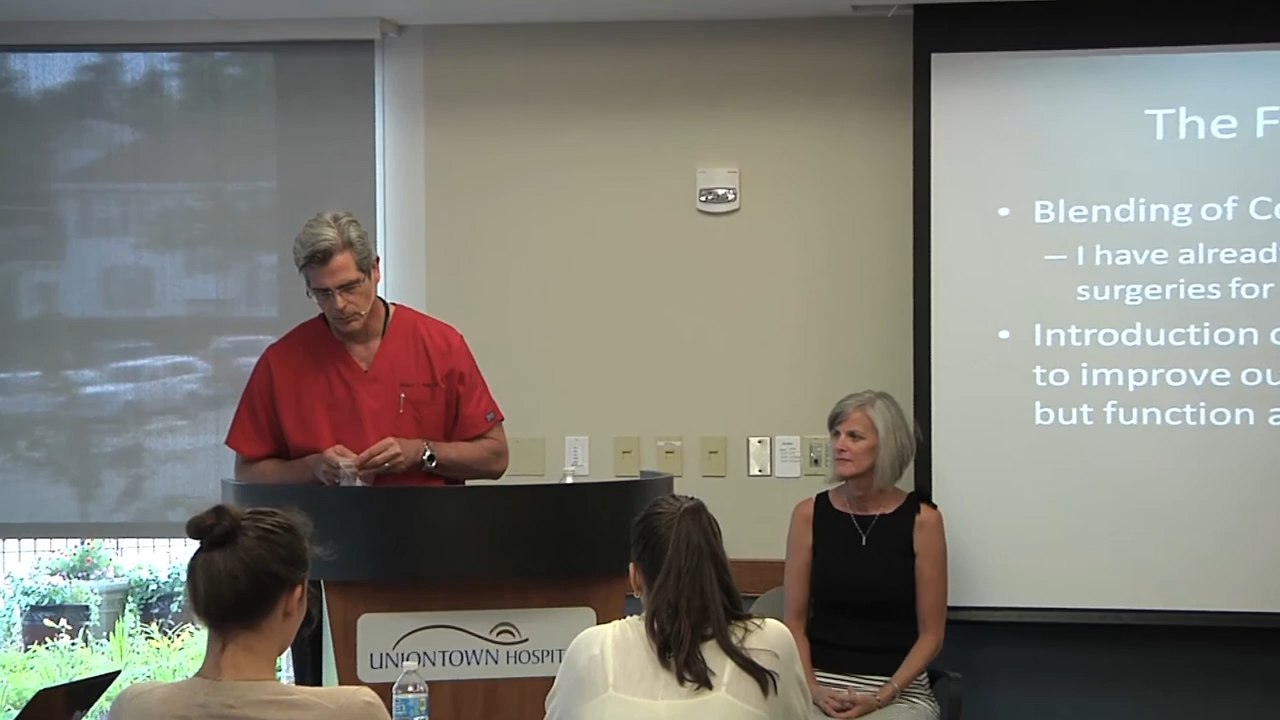 The F
• Blending of Co
– I have alread
surgeries for
• Introduction o
to improve ou
but function a
UNIONTOWN HOSPIT